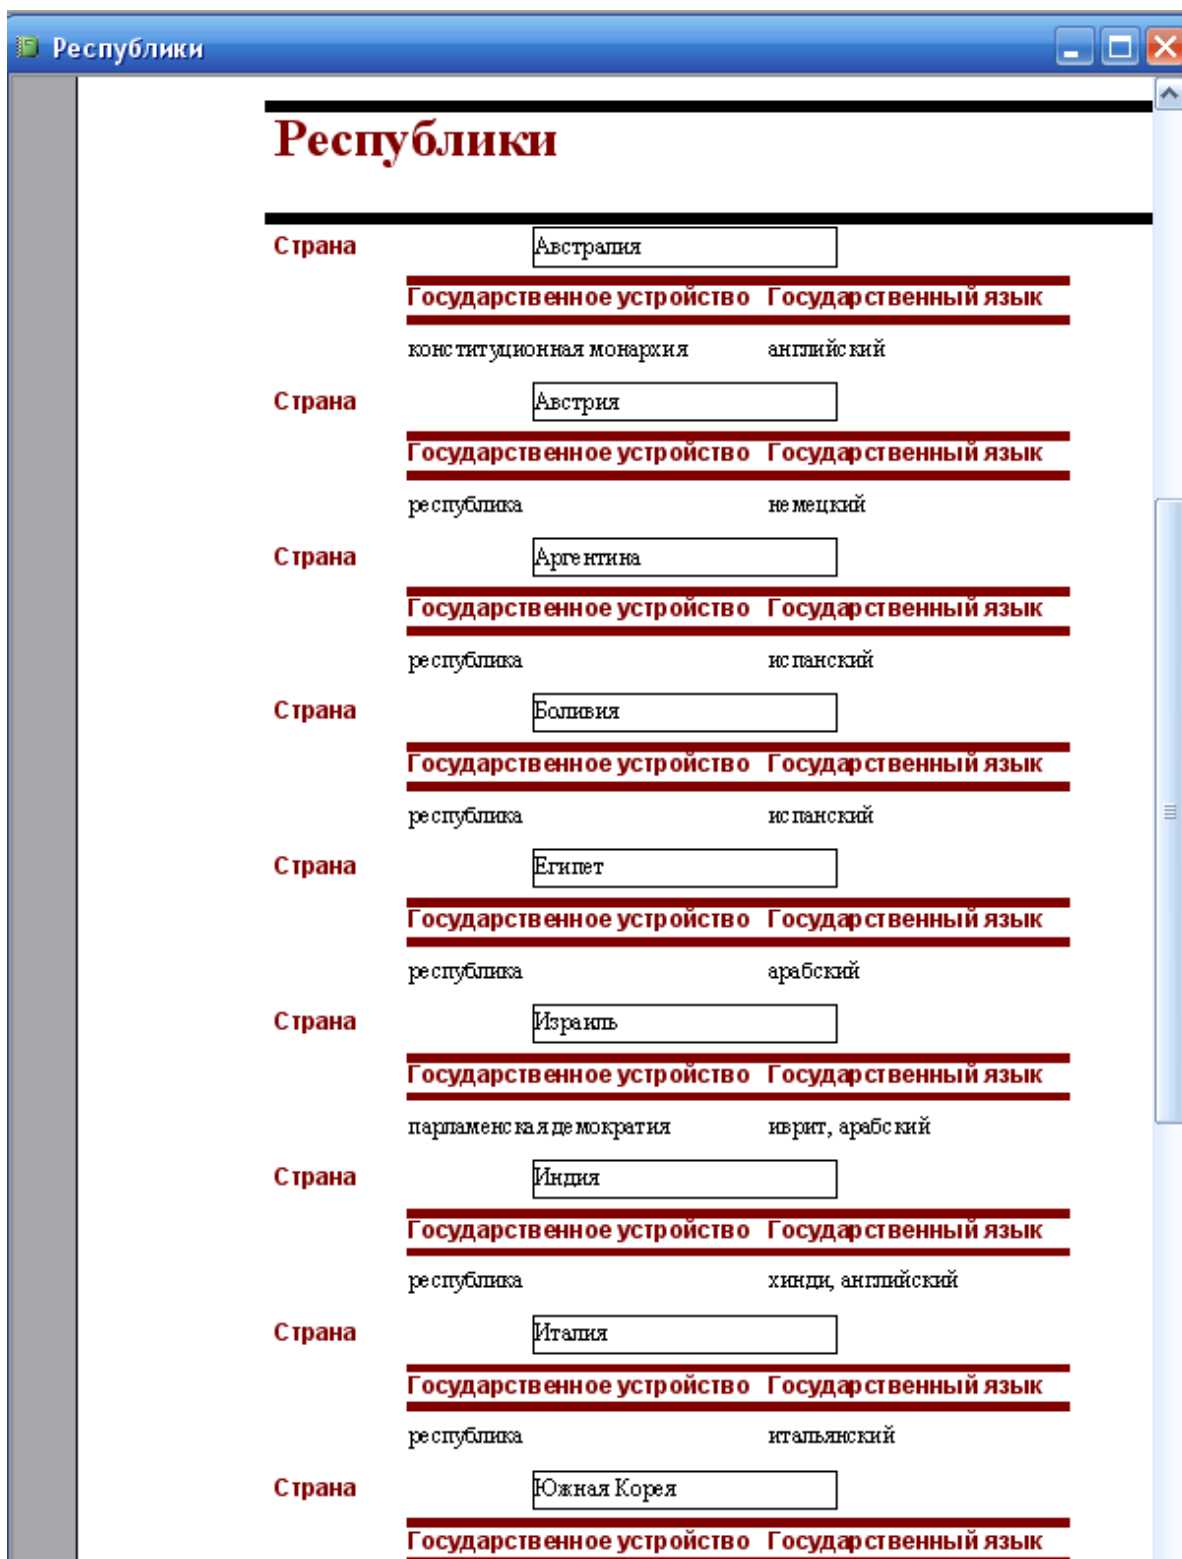 Республики
Республики
Страна Австралия
Государственное устройство Государственный язык
конституционная монархия английский
Страна Австрия
Государственное устройство Государственный язык
республика немецкий
Страна Аргентина
Государственное устройство Государственный язык
республика испанский
Страна Боливия
Государственное устройство Государственный язык
республика испанский
Страна Египет
Государственное устройство Государственный язык
республика арабский
Страна Израиль
Государственное устройство Государственный язык
парламенская демократия иврит, арабский
Страна Индия
Государственное устройство Государственный язык
республика хинди, английский
Страна Италия
Государственное устройство Государственный язык
республика итальянский
Страна Южная Корея
Государственное устройство Государственный язык